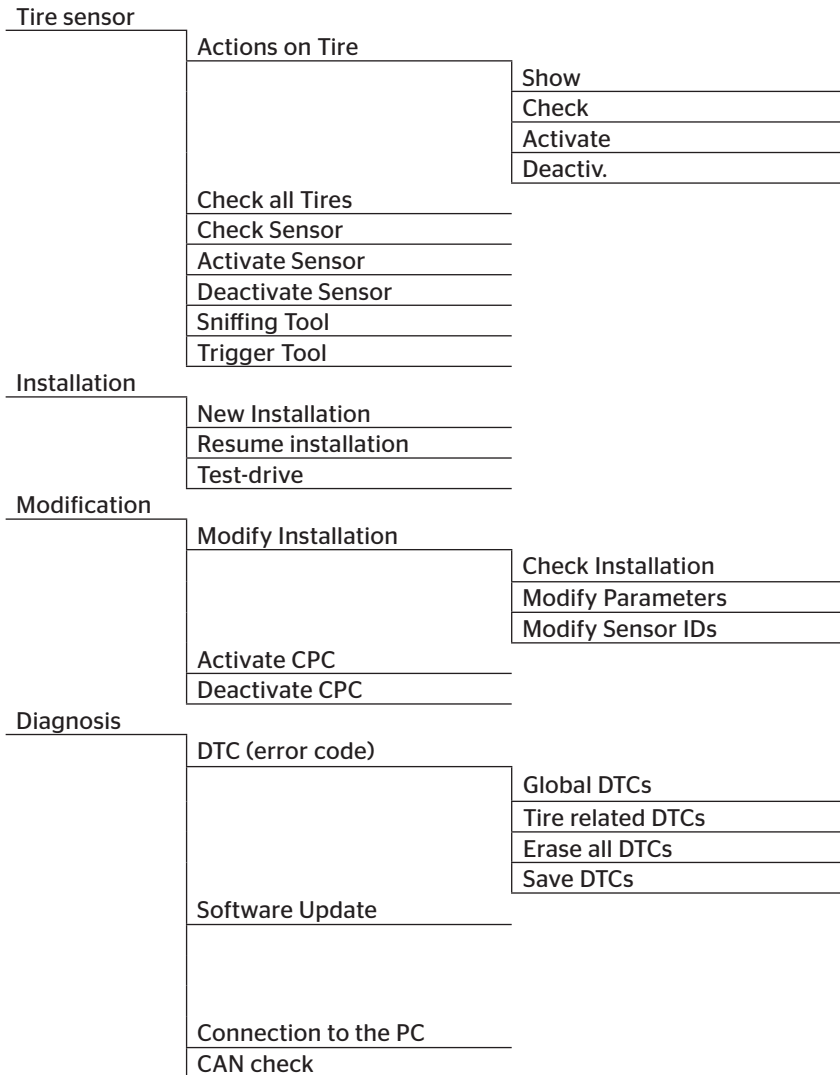 Tire sensor
Actions on Tire
Show
Check
Activate
Deactiv.
Check all Tires
Check Sensor
Activate Sensor
Deactivate Sensor
Sniffing Tool
Trigger Tool
Installation
New Installation
Resume installation
Test-drive
Modification
Modify Installation
Check Installation
Modify Parameters
Modify Sensor IDs
Activate CPC
Deactivate CPC
Diagnosis
DTC (error code)
Global DTCs
Tire related DTCs
Erase all DTCs
Save DTCs
Software Update
Connection to the PC
CAN check